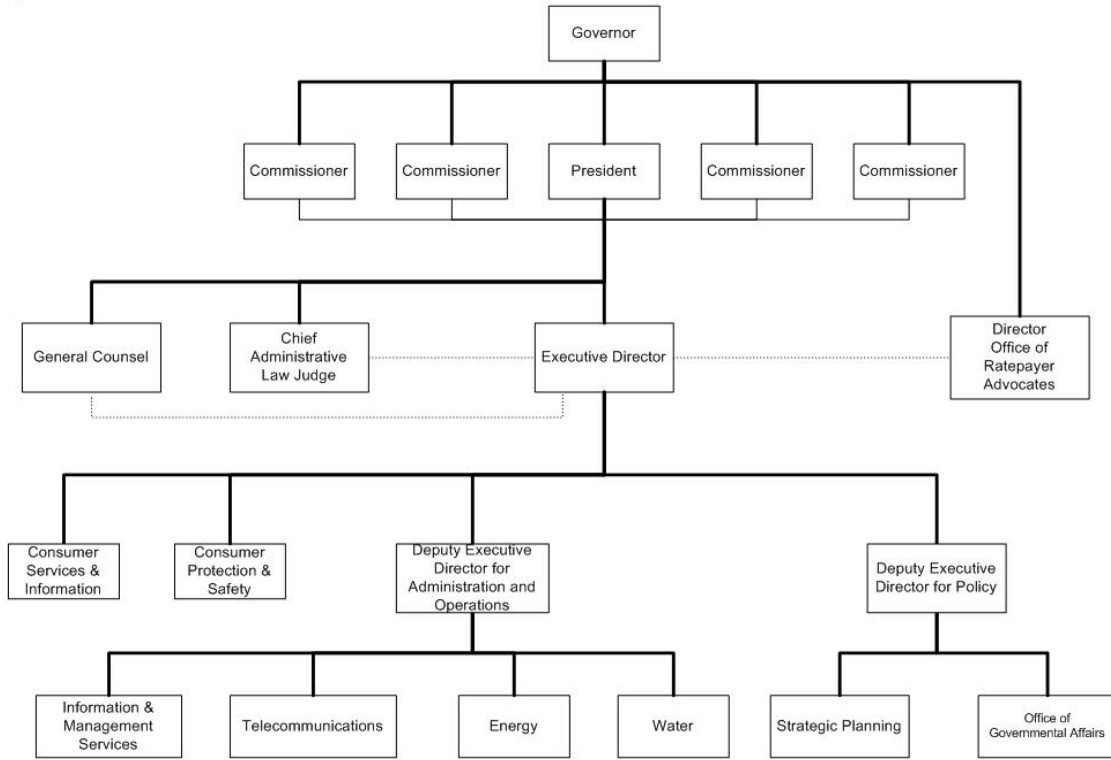 Governor
Commissioner
Commissioner
President
Commissioner
Commissioner
General Counsel
Chief
Administrative
Law Judge
Executive Director
Director
Office of
Ratepayer
Advocates
Consumer
Services &
Information
Consumer
Protection &
Safety
Deputy Executive
Director for
Administration and
Operations
Deputy Executive
Director for Policy
Information &
Management
Services
Telecommunications
Energy
Water
Strategic Planning
Office of
Governmental Affairs